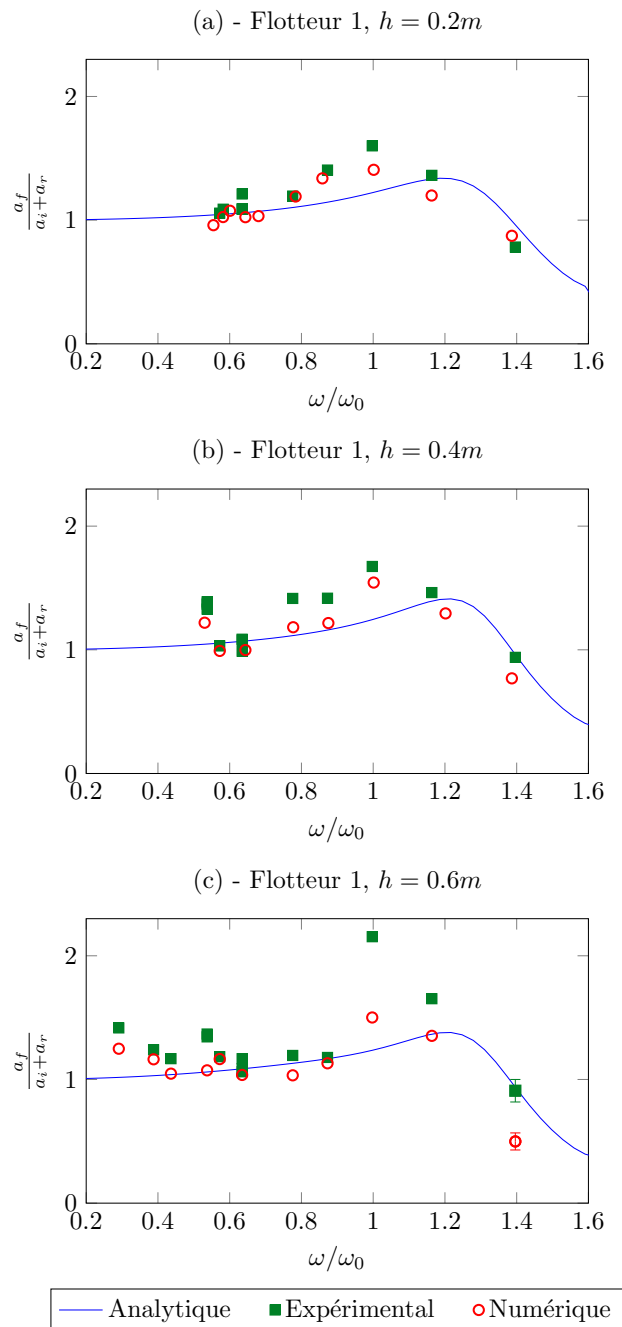 (a) - Flotteur 1, h = 0.2m
2
1
0
a_f / a_i + a_r
0.2 0.4 0.6 0.8 1 1.2 1.4 1.6
ω/ω₀
(b) - Flotteur 1, h = 0.4m
2
1
0
a_f / a_i + a_r
0.2 0.4 0.6 0.8 1 1.2 1.4 1.6
ω/ω₀
(c) - Flotteur 1, h = 0.6m
2
1
0
a_f / a_i + a_r
0.2 0.4 0.6 0.8 1 1.2 1.4 1.6
ω/ω₀
Analytique Expérimental Numérique